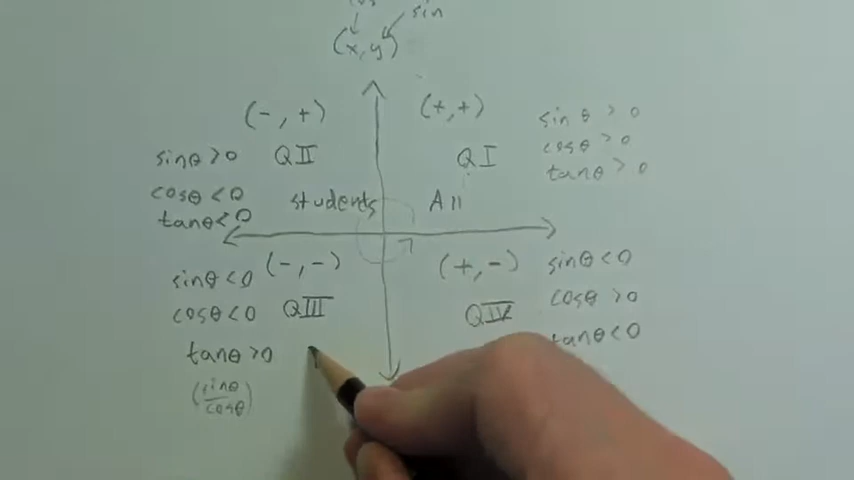 sin
(x,y)
(-,+)
(+,+)
sinθ>0
QII
cosθ<0
students
tanθ<0
QI
All
sin θ > 0
cosθ > 0
tanθ > 0
sinθ<0
(-,-)
cosθ<0
QIII
tanθ>0
(sinθ
cosθ)
(+,-)
QIV
sinθ<0
cosθ >0
tanθ<0